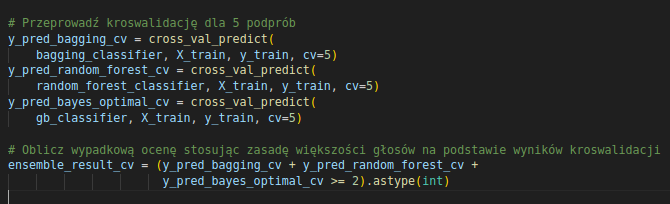 # Przeprowadź kroswalidację dla 5 podprób
y_pred_bagging_cv = cross_val_predict(
    bagging_classifier, X_train, y_train, cv=5)
y_pred_random_forest_cv = cross_val_predict(
    random_forest_classifier, X_train, y_train, cv=5)
y_pred_bayes_optimal_cv = cross_val_predict(
    gb_classifier, X_train, y_train, cv=5)

# Oblicz wypadkową ocenę stosując zasadę większości głosów na podstawie wyników kroswalidacji
ensemble_result_cv = (y_pred_bagging_cv + y_pred_random_forest_cv +
                      y_pred_bayes_optimal_cv >= 2).astype(int)